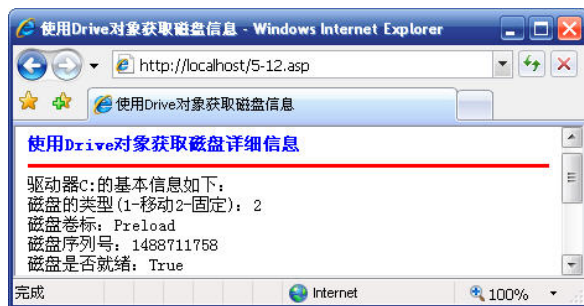 使用Drive对象获取磁盘信息 - Windows Internet Explorer
http://localhost/5-12.asp
使用Drive对象获取磁盘信息
使用Drive对象获取磁盘详细信息
驱动器C:的基本信息如下:
磁盘的类型(1-移动2-固定): 2
磁盘卷标: Preload
磁盘序列号: 1488711758
磁盘是否就绪: True
完成 Internet 100%